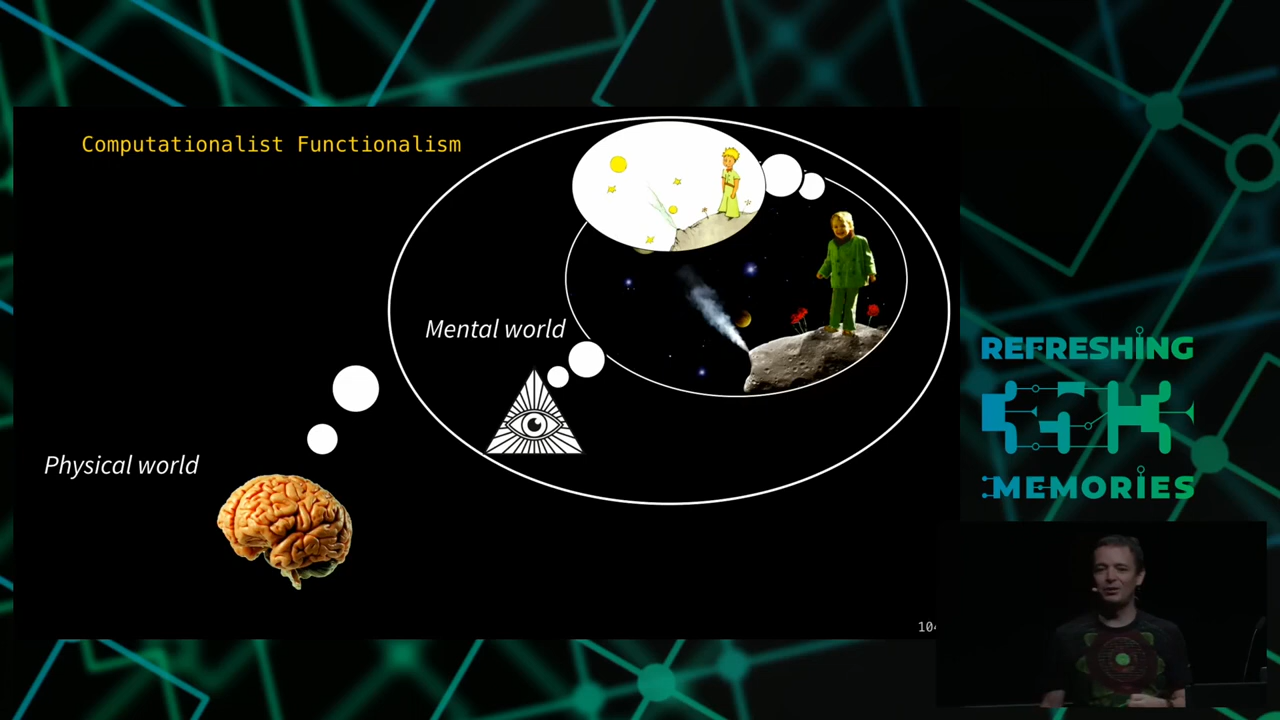 Computationalist Functionalism
Mental world
Physical world
REFRESHING
MEMORIES